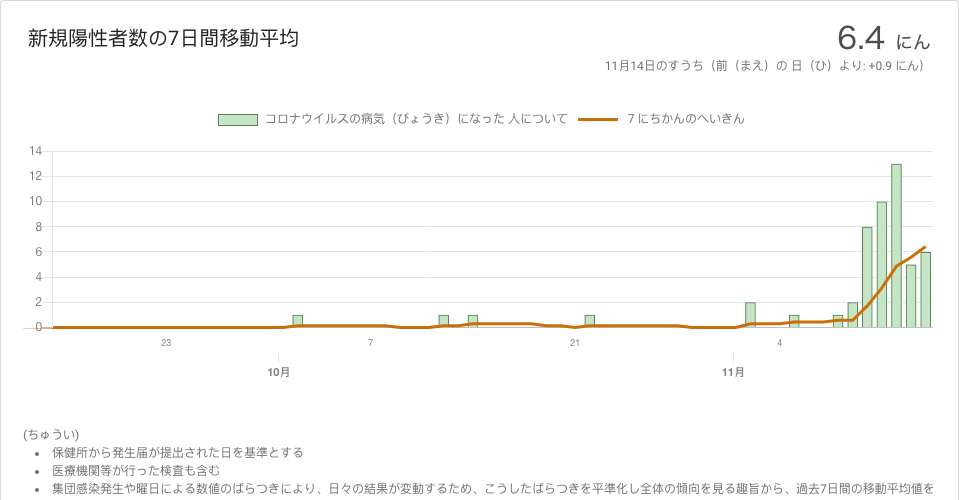 新規陽性者数の7日間移動平均
6.4 にん
11月14日のすうち（前（まえ）の 日（ひ）より: +0.9 にん）
コロナウイルスの病気（びょうき）になった 人について
7 にちかんのへいきん
14
12
10
8
6
4
2
0
23 7 21 4
10月 11月
(ちゅうい)
• 保健所から発生届が提出された日を基準とする
• 医療機関等が行った検査も含む
• 集団感染発生や曜日による数値のばらつきにより、日々の結果が変動するため、こうしたばらつきを平準化し全体の傾向を見る趣旨から、過去7日間の移動平均値を